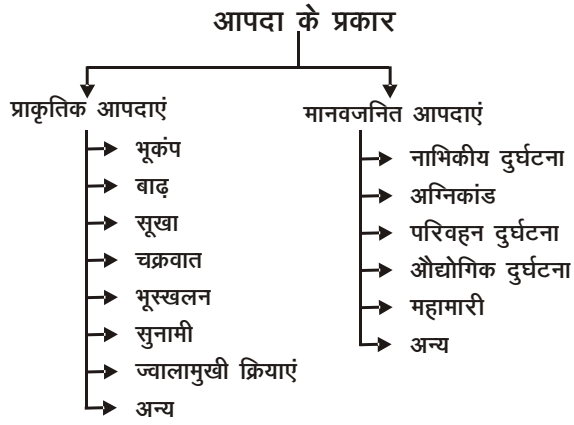 आपदा के प्रकार
प्राकृतिक आपदाएं
भूकंप
बाढ़
सूखा
चक्रवात
भूस्खलन
सुनामी
ज्वालामुखी क्रियाएं
अन्य
मानवजनित आपदाएं
नाभिकीय दुर्घटना
अग्निकांड
परिवहन दुर्घटना
औद्योगिक दुर्घटना
महामारी
अन्य